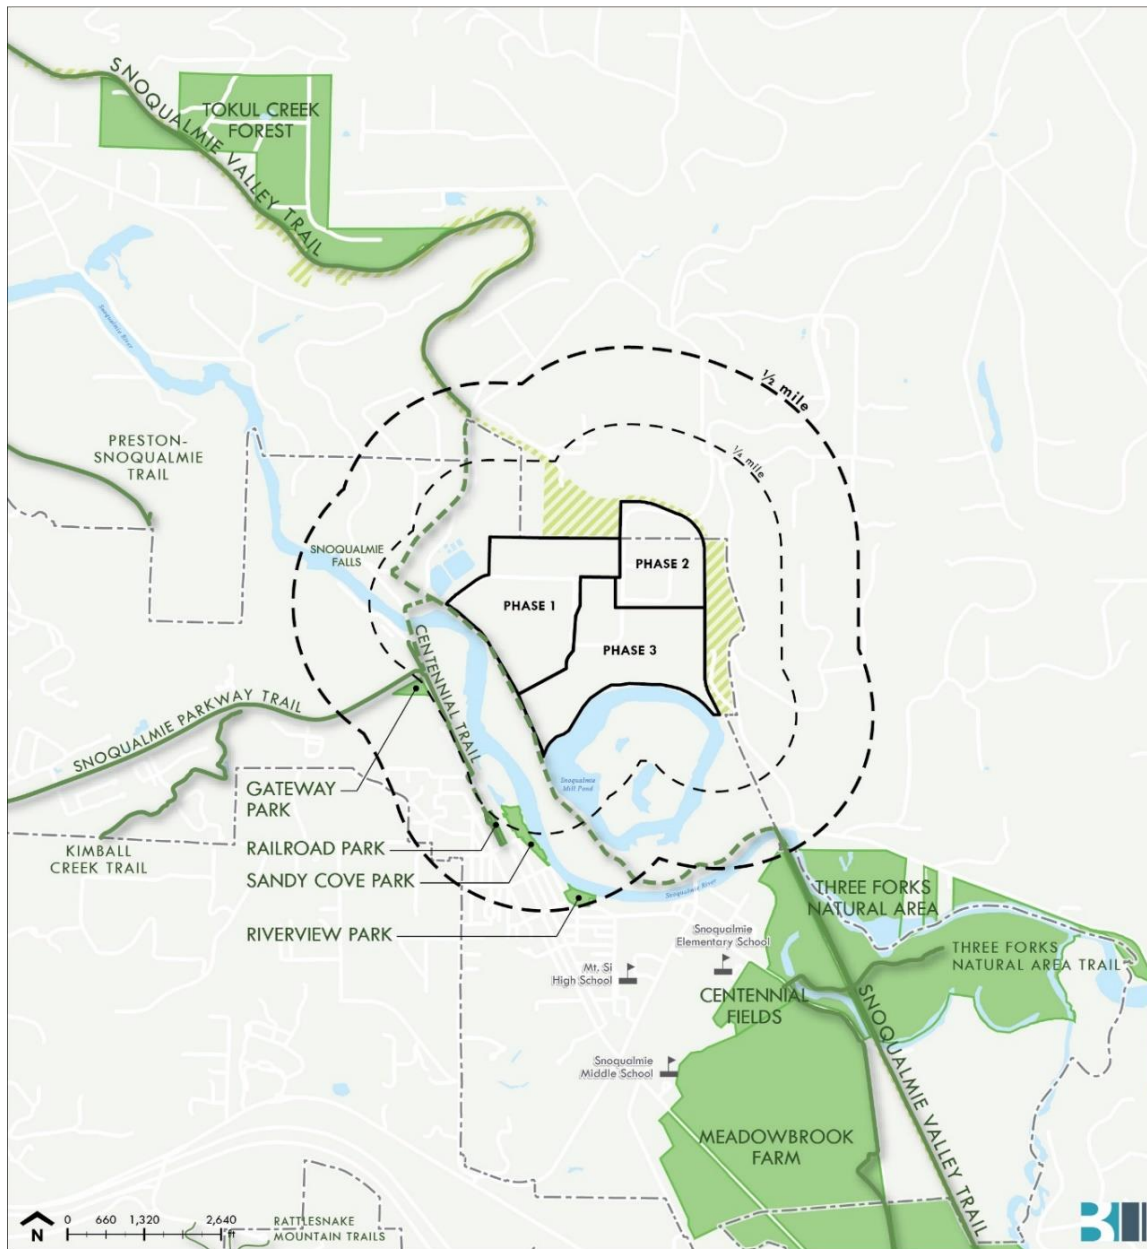 SNOQUALMIE VALLEY TRAIL
TOKUL CREEK
FOREST
Snoqualmie River
½ mile
¼ mile
PRESTON-
SNOQUALMIE
TRAIL
SNOQUALMIE
FALLS
PHASE 2
PHASE 1
PHASE 3
CENTENNIAL TRAIL
SNOQUALMIE PARKWAY TRAIL
Snoqualmie
Mill Pond
GATEWAY
PARK
RAILROAD PARK
KIMBALL
CREEK TRAIL
SANDY COVE PARK
Snoqualmie River
THREE FORKS
NATURAL AREA
RIVERVIEW PARK
Snoqualmie
Elementary School
THREE FORKS
NATURAL AREA TRAIL
Mt. Si
High School
CENTENNIAL
FIELDS
SNOQUALMIE VALLEY TRAIL
Snoqualmie
Middle School
MEADOWBROOK
FARM
N
0 660 1,320 2,640
ft
RATTLESNAKE
MOUNTAIN TRAILS